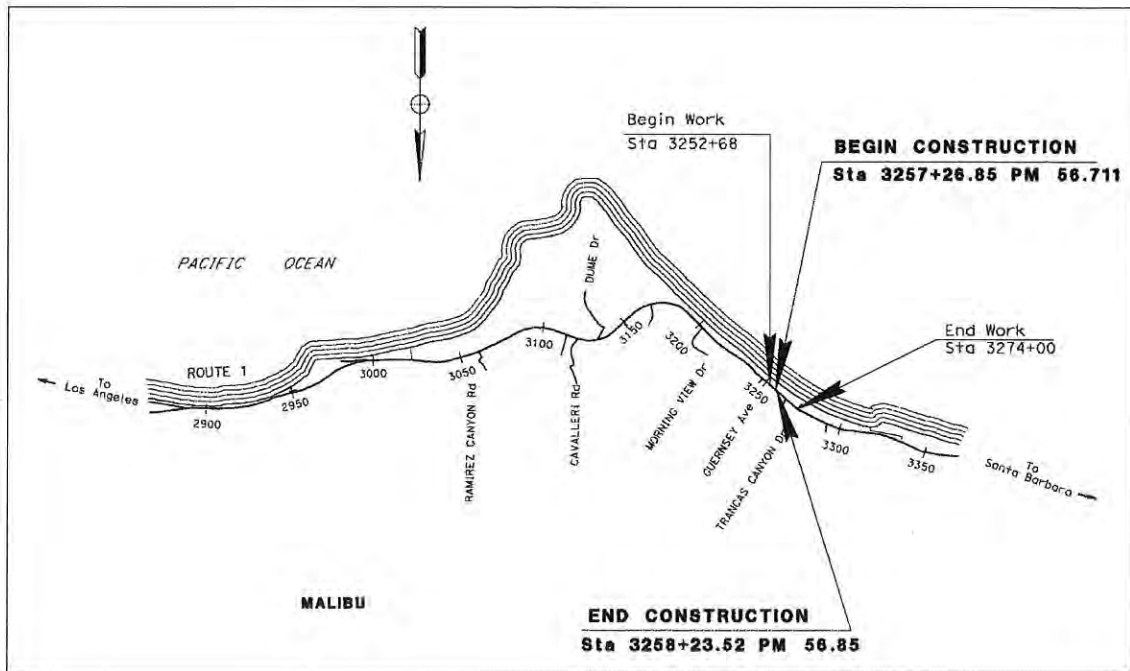 Begin Work
Sta 3252+68
BEGIN CONSTRUCTION
Sta 3257+26.85 PM 56.711
PACIFIC OCEAN
DUME Dr
End Work
Sta 3274+00
ROUTE 1
To
Los Angeles
2900
2950
3000
3050
3100
3150
3200
3250
3300
3350
RAMIREZ CANYON Rd
CAVALLERI Rd
MORNING VIEW Dr
GUERNSEY Ave
TRANCAS CANYON Dr
To
Santa Barbara
MALIBU
END CONSTRUCTION
Sta 3258+23.52 PM 56.85